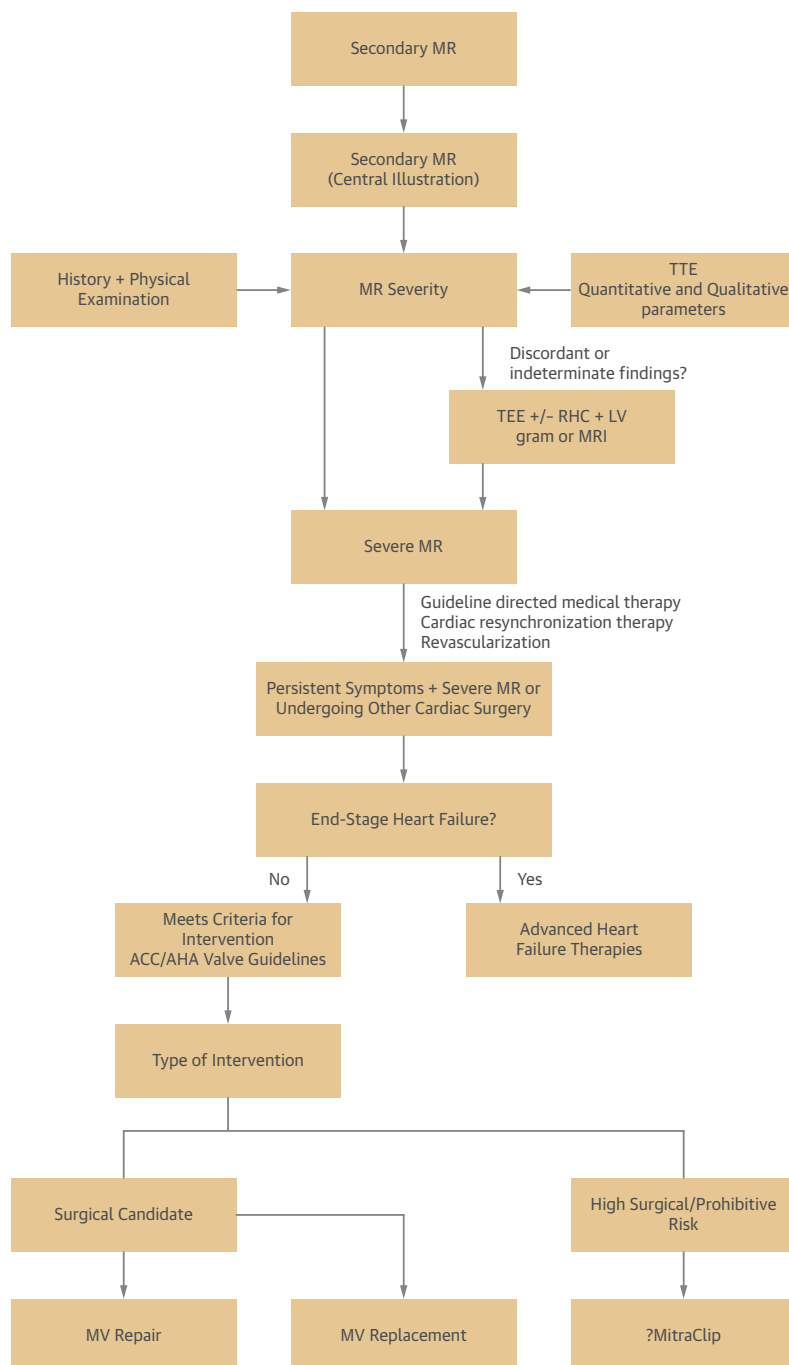 Secondary MR
Secondary MR
(Central Illustration)
History + Physical
Examination
MR Severity
TTE
Quantitative and Qualitative
parameters
Discordant or
indeterminate findings?
TEE +/- RHC + LV
gram or MRI
Severe MR
Guideline directed medical therapy
Cardiac resynchronization therapy
Revascularization
Persistent Symptoms + Severe MR or
Undergoing Other Cardiac Surgery
End-Stage Heart Failure?
No
Yes
Meets Criteria for
Intervention
ACC/AHA Valve Guidelines
Advanced Heart
Failure Therapies
Type of Intervention
Surgical Candidate
High Surgical/Prohibitive
Risk
MV Repair
MV Replacement
?MitraClip